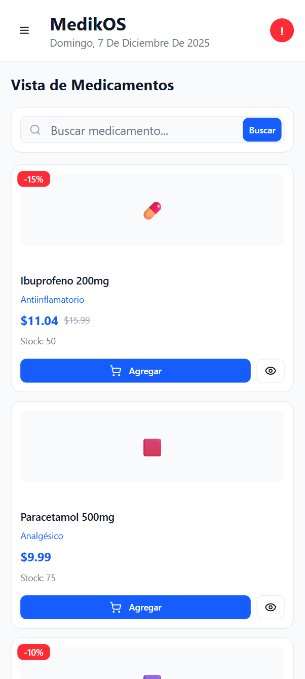 MedikOS
Domingo, 7 De Diciembre De 2025
!
Vista de Medicamentos
Buscar medicamento...
Buscar
-15%
Ibuprofeno 200mg
Antiinflamatorio
$11.04 $15.99
Stock: 50
Agregar
Paracetamol 500mg
Analgésico
$9.99
Stock: 75
Agregar
-10%